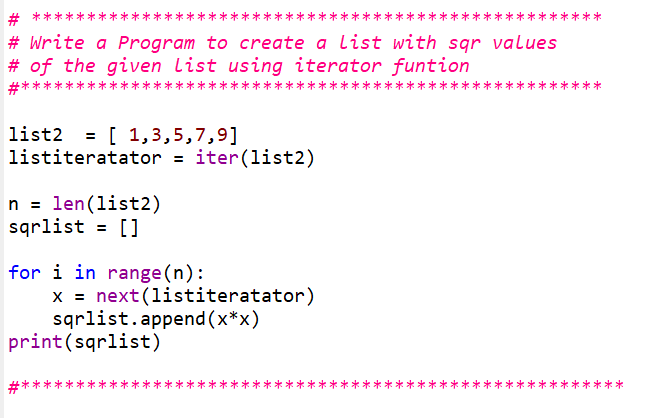 # ****************************************************
# Write a Program to create a list with sqr values
# of the given list using iterator funtion
#*****************************************************
list2  = [ 1,3,5,7,9]
listiteratator = iter(list2)
n = len(list2)
sqrlist = []
for i in range(n):
    x = next(listiteratator)
    sqrlist.append(x*x)
print(sqrlist)
#*******************************************************